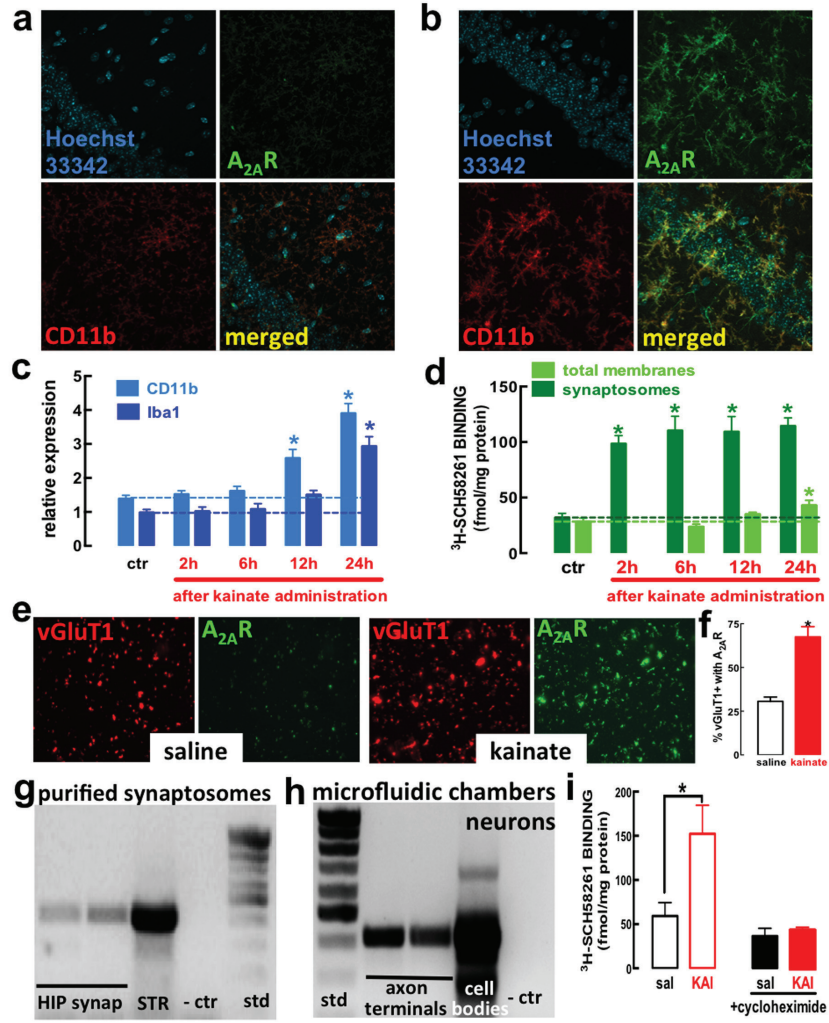 a
Hoechst
33342
A2AR
CD11b
merged
b
Hoechst
33342
A2AR
CD11b
merged
c
CD11b
Iba1
relative expression
5
4
3
2
1
0
*
*
*
ctr
2h
6h
12h
24h
after kainate administration
d
total membranes
synaptosomes
3H-SCH58261 BINDING
(fmol/mg protein)
150
100
50
0
*
*
*
*
*
ctr
2h
6h
12h
24h
after kainate administration
e
vGluT1
A2AR
saline
vGluT1
A2AR
kainate
f
% vGluT1+ with A2AR
75
50
25
0
*
saline
kainate
g
purified synaptosomes
HIP synap
STR
- ctr
std
h
microfluidic chambers
neurons
std
axon
terminals
cell
bodies
- ctr
i
3H-SCH58261 BINDING
(fmol/mg protein)
200
150
100
50
0
*
sal
KAI
sal
KAI
+cycloheximide